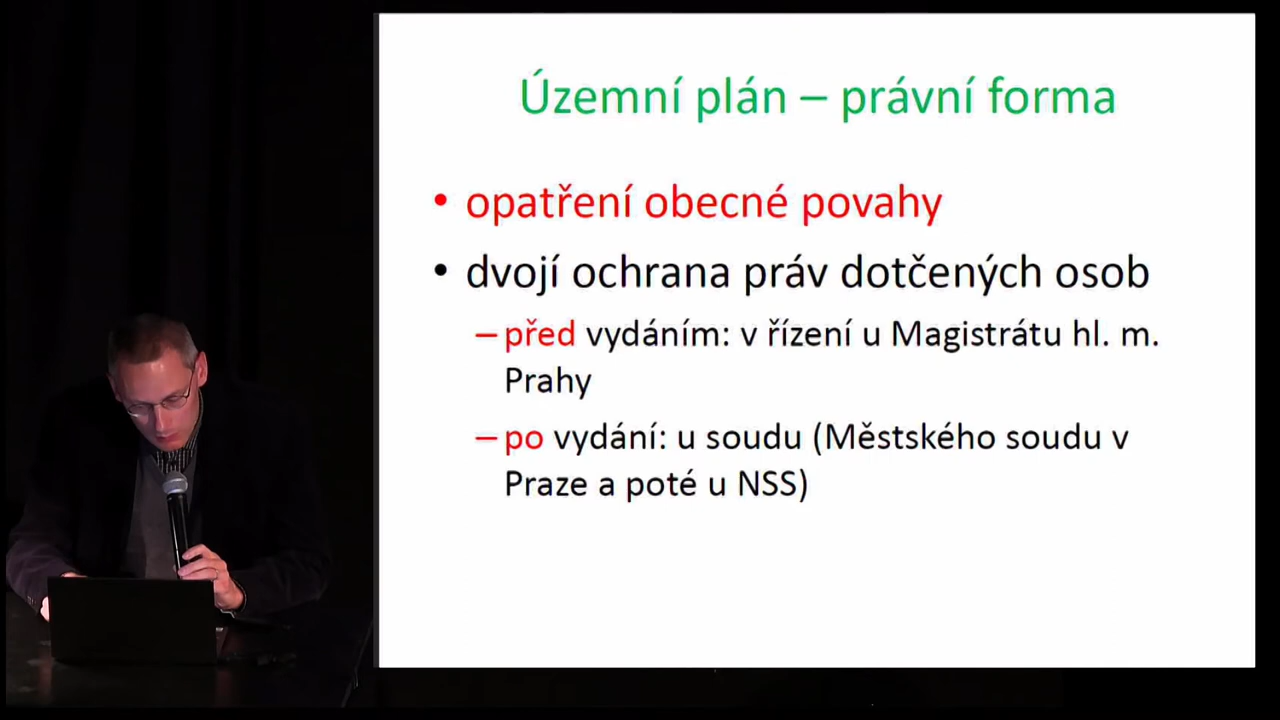 Územní plán – právní forma
• opatření obecné povahy
• dvojí ochrana práv dotčených osob
– před vydáním: v řízení u Magistrátu hl. m.
Prahy
– po vydání: u soudu (Městského soudu v
Praze a poté u NSS)